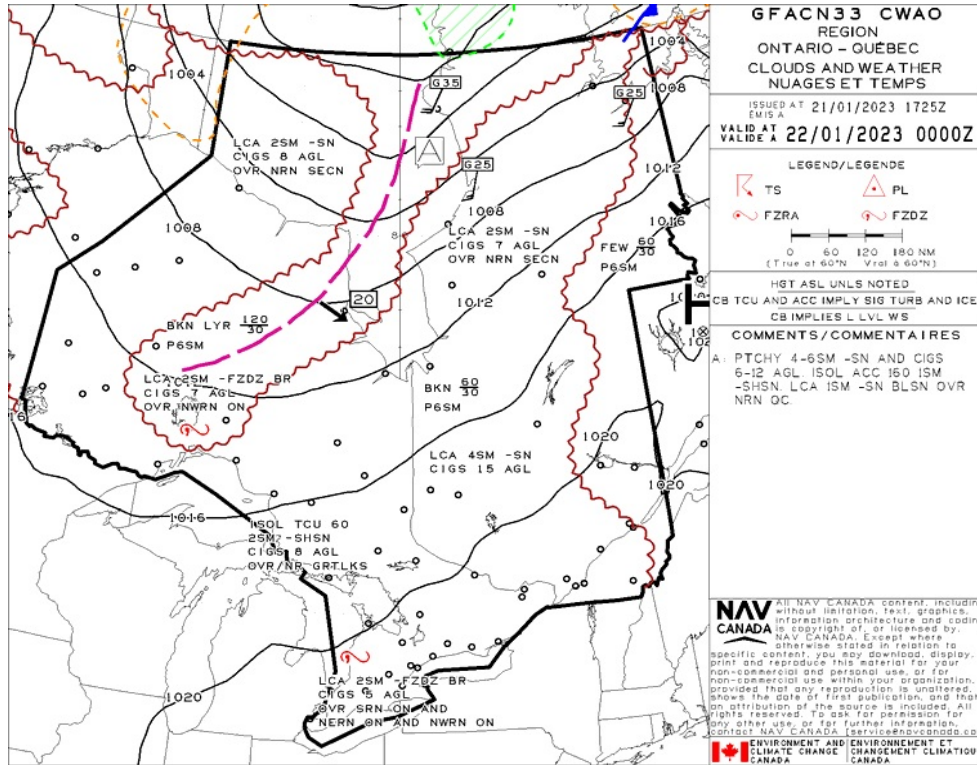 GFACN33 CWAO
REGION
ONTARIO - QUÉBEC
CLOUDS AND WEATHER
NUAGES ET TEMPS
ISSUED AT 21/01/2023 1725Z
ÉMIS À
VALID AT 22/01/2023 0000Z
VALIDE À
LEGEND/LÉGENDE
TS PL
FZRA FZDZ
0 60 120 180 NM
(True at 60°N Vrai à 60°N)
HGT ASL UNLS NOTED
CB TCU AND ACC IMPLY SIG TURB AND ICE
CB IMPLIES L LVL WS
COMMENTS/COMMENTAIRES
A: PTCHY 4-6SM -SN AND CIGS
6-12 AGL. ISOL ACC 160 1SM
-SHSN. LCA 1SM -SN BLSN OVR
NRN QC.
NAV
CANADA
All NAV CANADA content, includin
without limitation, text, graphics,
information architecture and codin
is copyright of, or licensed by,
NAV CANADA. Except where
otherwise stated in relation to
specific content, you may download, display,
print and reproduce this material for your
non-commercial and personal use, or for
non-commercial use within your organization,
provided that any reproduction is unaltered,
shows the date of first publication, and that
an attribution of the source is included. All
rights reserved. To ask for permission for
any other use, or for further information,
contact NAV CANADA [service@navcanada.ca
ENVIRONMENT AND
CLIMATE CHANGE
CANADA
ENVIRONNEMENT ET
CHANGEMENT CLIMATIQU
CANADA
1004
1004
G35
1008
G25
LCA 2SM -SN
CIGS 8 AGL
OVR NRN SECN
A
G25
1012
1008
1008
LCA 2SM -SN
CIGS 7 AGL
OVR NRN SECN
1016
FEW 60
30
P6SM
8
20
1012
BKN LYR 120
30
P6SM
LCA 2SM -FZDZ BR
CIGS 7 AGL
OVR NWRN ON
BKN 60
30
P6SM
H
LCA 4SM -SN
CIGS 15 AGL
1020
1020
1016
ISOL TCU 60
2SM -SHSN
CIGS 8 AGL
OVR/NR GRTLKS
LCA 2SM -FZDZ BR
CIGS 5 AGL
OVR SRN ON AND
NERN ON AND NWRN ON
1020